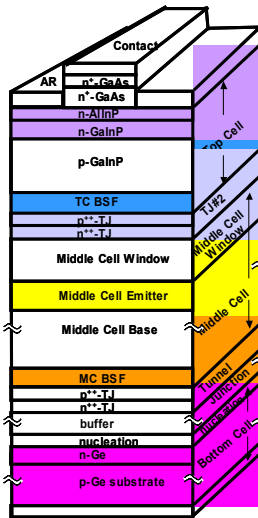 Contact
AR
n⁺-GaAs
n⁺-GaAs
n-AlInP
n-GaInP
p-GaInP
TC BSF
p⁺⁺-TJ
n⁺⁺-TJ
Middle Cell Window
Middle Cell Emitter
Middle Cell Base
MC BSF
p⁺⁺-TJ
n⁺⁺-TJ
buffer
nucleation
n-Ge
p-Ge substrate
Top Cell
TJ#2
Middle Cell
Window
Middle Cell
Tunnel
Junction
Nucleation
Bottom Cell